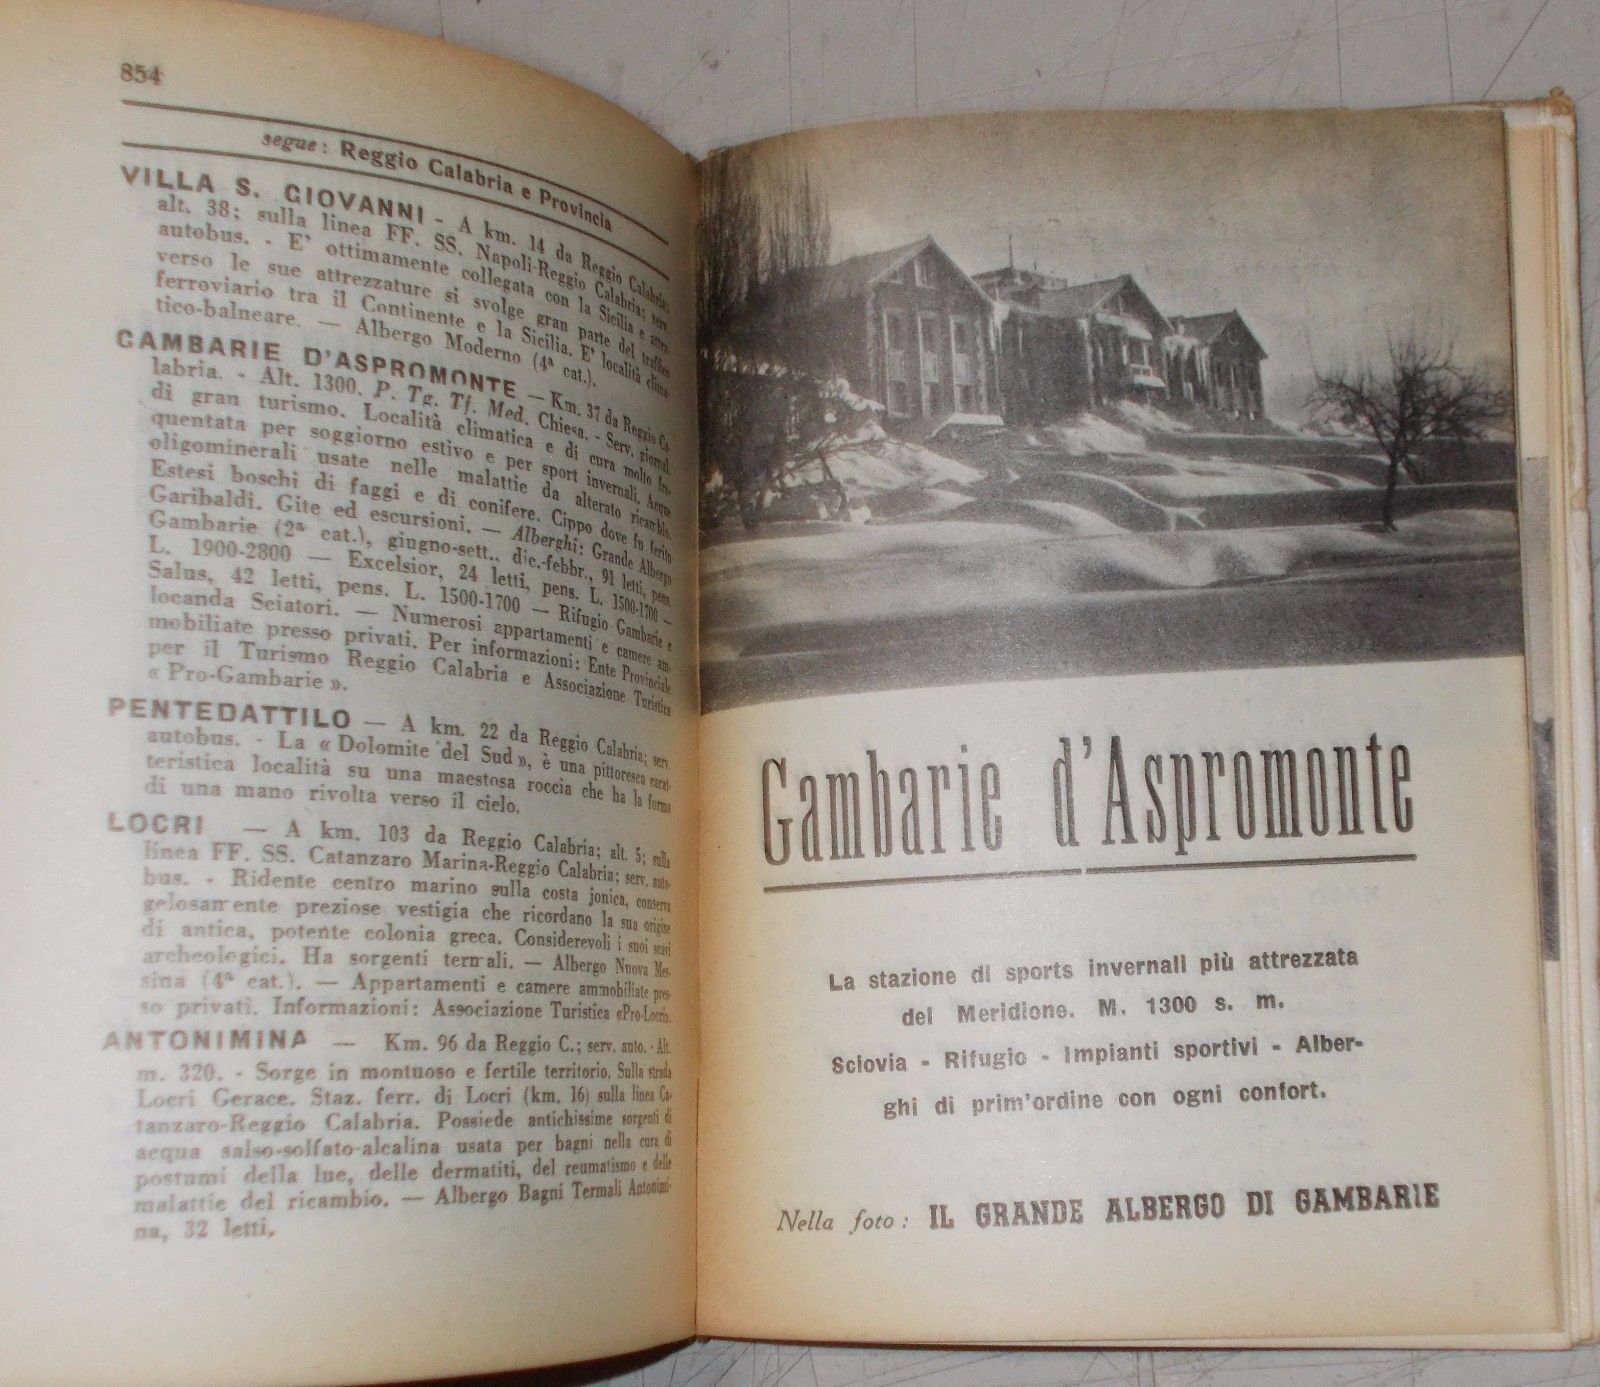 854
segue: Reggio Calabria e Provincia
VILLA S. GIOVANNI - A km. 14 da Reggio Calabria;
alt. 38; sulla linea FF. SS. Napoli-Reggio Calabria; serv.
autobus. - E' ottimamente collegata con la Sicilia e attra-
verso le sue attrezzature si svolge gran parte del traffico
ferroviario tra il Continente e la Sicilia. E' località clima-
tico-balneare. — Albergo Moderno (4ª cat.).
GAMBARIE D'ASPROMONTE — Km. 37 da Reggio Ca-
labria. - Alt. 1300. P. Tg. Tf. Med. Chiesa. - Serv. giornal.
di gran turismo. Località climatica e di cura molto fre-
quentata per soggiorno estivo e per sport invernali. Acque
oligominerali usate nelle malattie da alterato ricambio.
Estesi boschi di faggi e di conifere. Cippo dove fu ferito
Garibaldi. Gite ed escursioni. — Alberghi: Grande Albergo
Gambarie (2ª cat.), giugno-sett., dic.-febbr., 91 letti, pens.
L. 1900-2800 — Excelsior, 24 letti, pens. L. 1500-1700 —
Salus, 42 letti, pens. L. 1500-1700 — Rifugio Gambarie e
locanda Sciatori. — Numerosi appartamenti e camere am-
mobiliate presso privati. Per informazioni: Ente Provinciale
per il Turismo Reggio Calabria e Associazione Turistica
« Pro-Gambarie ».
PENTEDATTILO — A km. 22 da Reggio Calabria; serv.
autobus. - La « Dolomite del Sud », è una pittoresca carat-
teristica località su una maestosa roccia che ha la forma
di una mano rivolta verso il cielo.
LOCRI — A km. 103 da Reggio Calabria; alt. 5; sulla
linea FF. SS. Catanzaro Marina-Reggio Calabria; serv. auto-
bus. - Ridente centro marino sulla costa jonica, conserva
gelosamente preziose vestigia che ricordano la sua origine
di antica, potente colonia greca. Considerevoli i suoi scavi
archeologici. Ha sorgenti termali. — Albergo Nuova Mes-
sina (4ª cat.). — Appartamenti e camere ammobiliate pres-
so privati. Informazioni: Associazione Turistica «Pro-Locri».
ANTONIMINA — Km. 96 da Reggio C.; serv. auto. - Alt.
m. 320. - Sorge in montuoso e fertile territorio. Sulla strada
Locri Gerace. Staz. ferr. di Locri (km. 16) sulla linea Ca-
tanzaro-Reggio Calabria. Possiede antichissime sorgenti di
acqua salso-solfato-alcalina usata per bagni nella cura di
postumi della lue, delle dermatiti, del reumatismo e delle
malattie del ricambio. — Albergo Bagni Termali Antonimi-
na, 32 letti.
Gambarie d'Aspromonte
La stazione di sports invernali più attrezzata
del Meridione. M. 1300 s. m.
Sciovia - Rifugio - Impianti sportivi - Alber-
ghi di prim'ordine con ogni confort.
Nella foto: IL GRANDE ALBERGO DI GAMBARIE